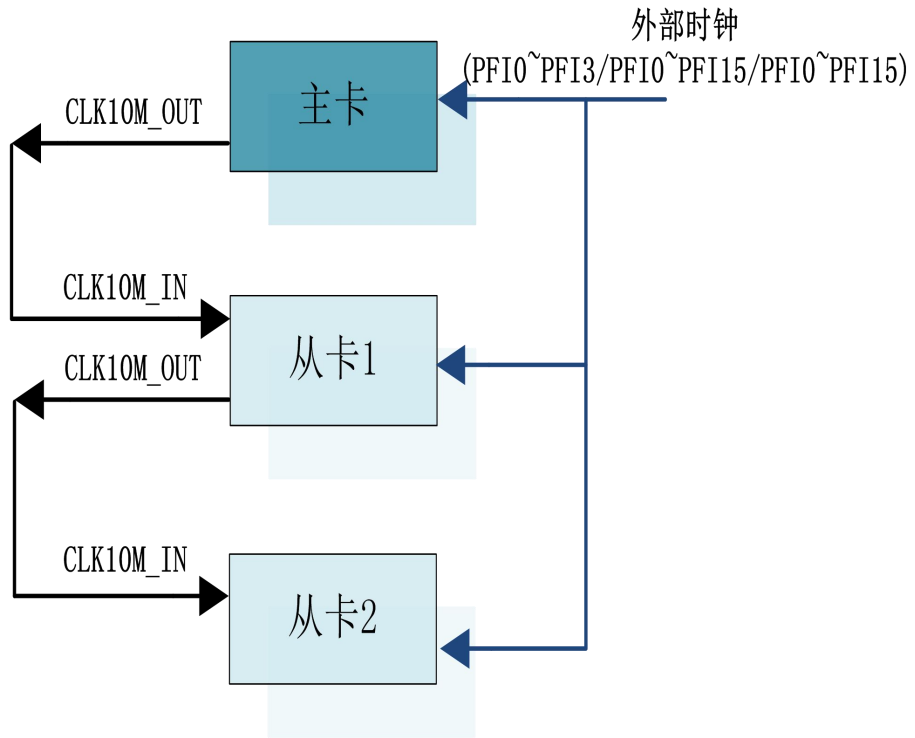 外部时钟
(PFI0~PFI3/PFI0~PFI15/PFI0~PFI15)
主卡
CLK10M_OUT
CLK10M_IN
从卡1
CLK10M_OUT
CLK10M_IN
从卡2